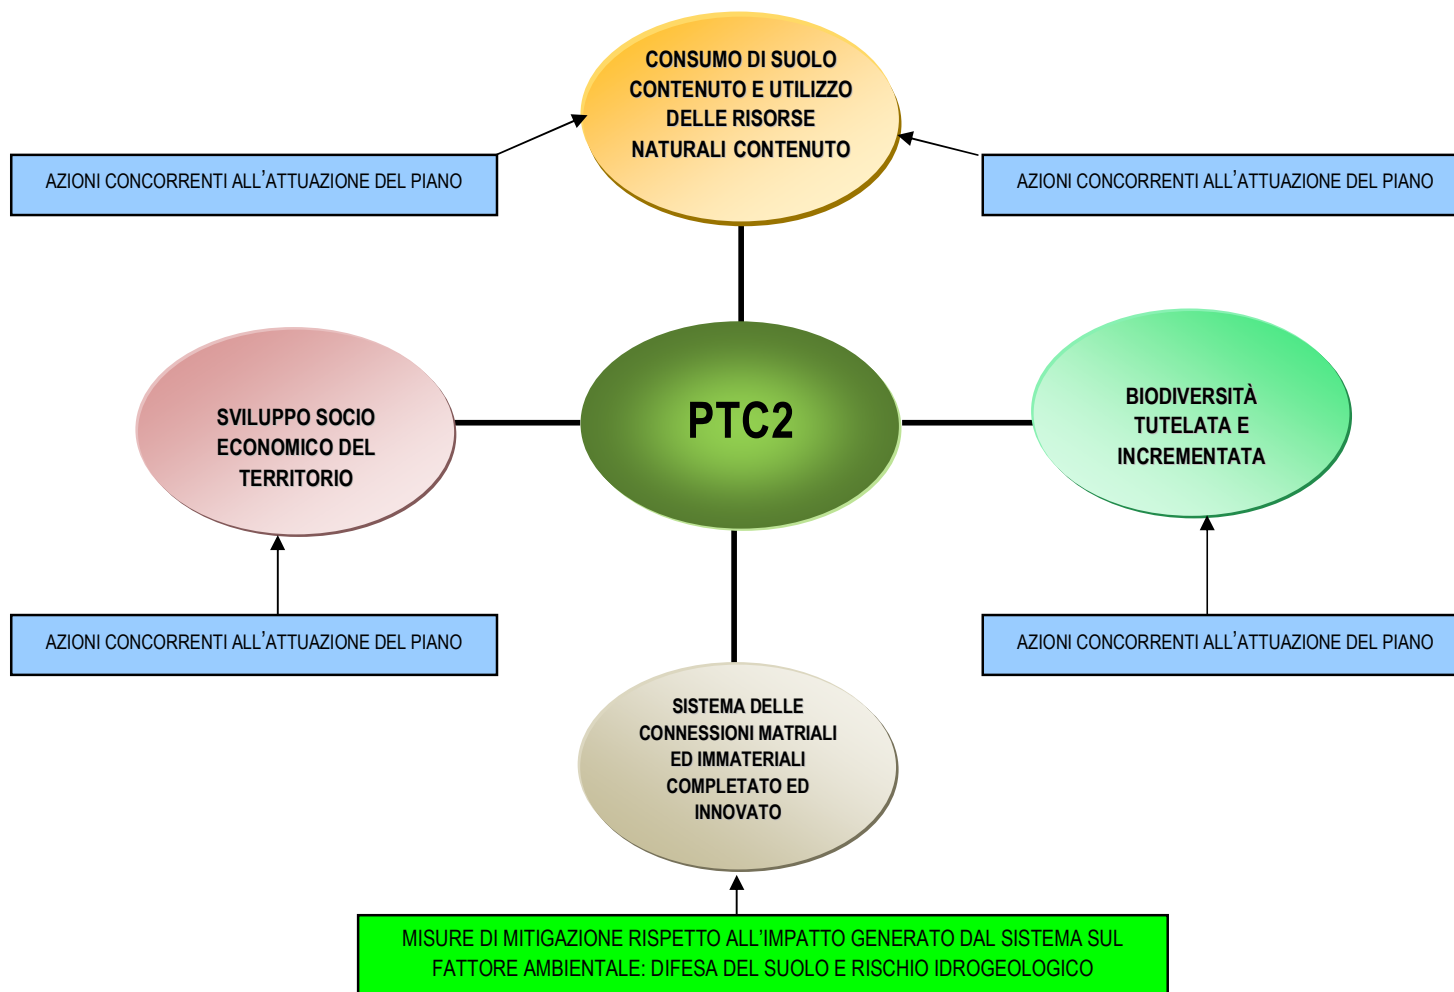 CONSUMO DI SUOLO
CONTENUTO E UTILIZZO
DELLE RISORSE
NATURALI CONTENUTO
AZIONI CONCORRENTI ALL'ATTUAZIONE DEL PIANO
AZIONI CONCORRENTI ALL'ATTUAZIONE DEL PIANO
SVILUPPO SOCIO
ECONOMICO DEL
TERRITORIO
PTC2
BIODIVERSITÀ
TUTELATA E
INCREMENTATA
AZIONI CONCORRENTI ALL'ATTUAZIONE DEL PIANO
AZIONI CONCORRENTI ALL'ATTUAZIONE DEL PIANO
SISTEMA DELLE
CONNESSIONI MATRIALI
ED IMMATERIALI
COMPLETATO ED
INNOVATO
MISURE DI MITIGAZIONE RISPETTO ALL'IMPATTO GENERATO DAL SISTEMA SUL
FATTORE AMBIENTALE: DIFESA DEL SUOLO E RISCHIO IDROGEOLOGICO